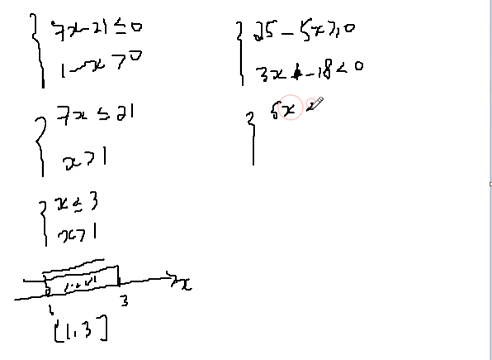 7x-21≤0
1-x>0
7x≤21
x>1
x≤3
x>1
x
1 3
[1,3]
25-5x≥0
3x-18<0
5x